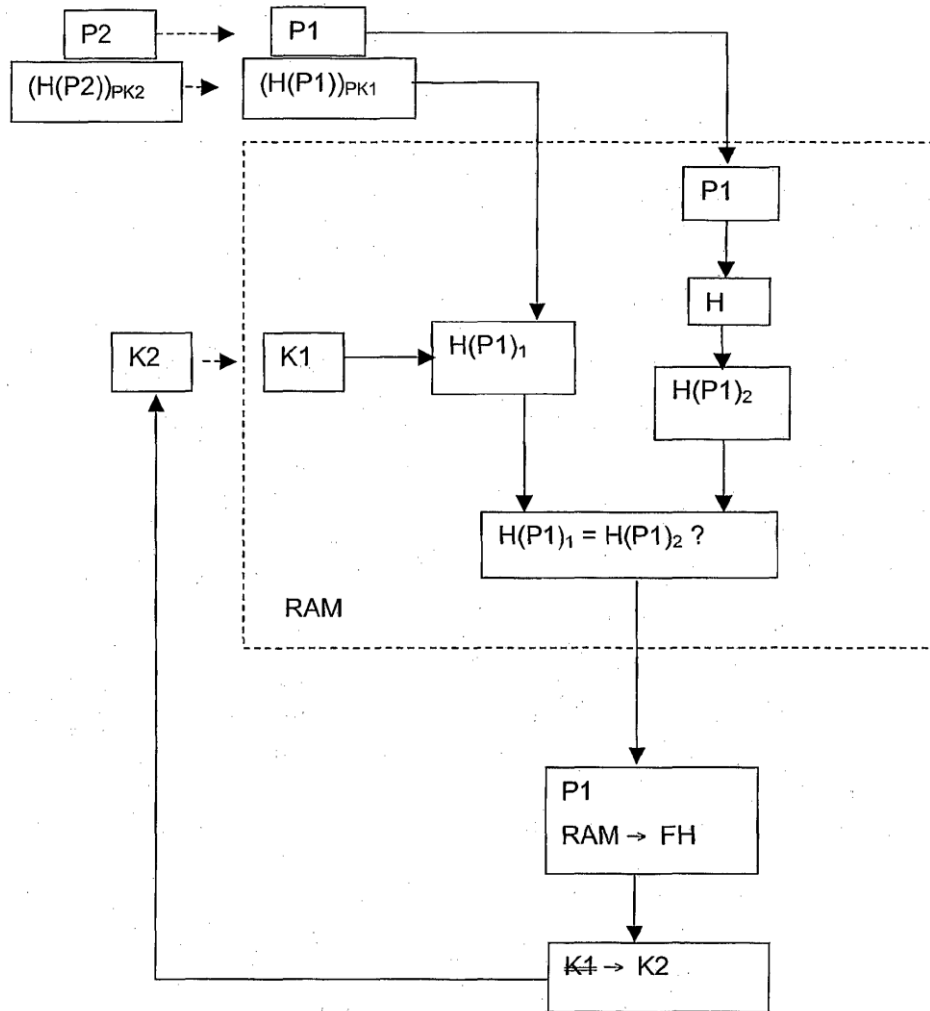 P2
P1
(H(P2))PK2
(H(P1))PK1
P1
H
K2
K1
H(P1)₁
H(P1)₂
H(P1)₁ = H(P1)₂ ?
RAM
P1
RAM → FH
K1 → K2